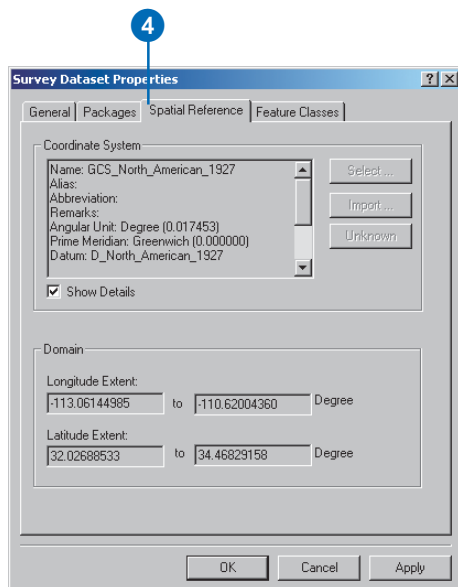 4
Survey Dataset Properties
General Packages Spatial Reference Feature Classes
Coordinate System
Name: GCS_North_American_1927
Alias:
Abbreviation:
Remarks:
Angular Unit: Degree (0.017453)
Prime Meridian: Greenwich (0.000000)
Datum: D_North_American_1927
Select ...
Import ...
Unknown
Show Details
Domain
Longitude Extent:
-113.06144985 to -110.62004360 Degree
Latitude Extent:
32.02688533 to 34.46829158 Degree
OK Cancel Apply